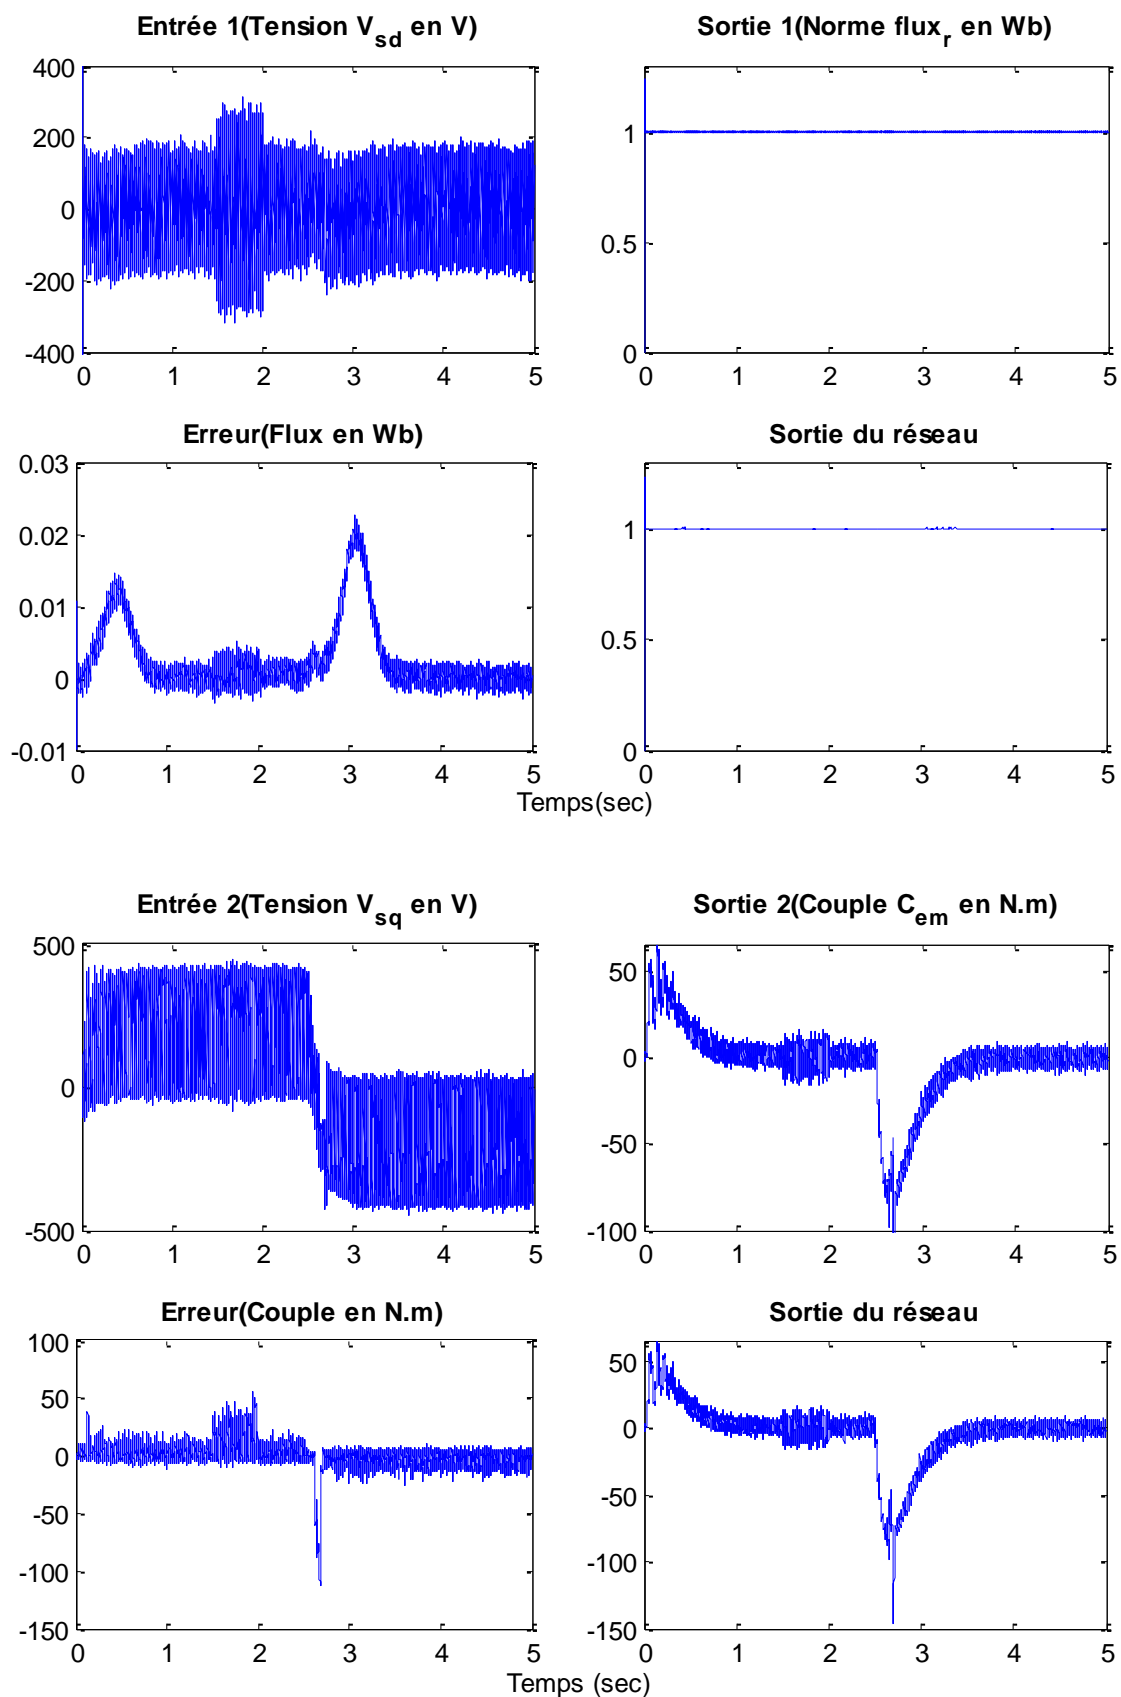 Entrée 1(Tension Vsd en V)
400
200
0
-200
-400
0 1 2 3 4 5
Sortie 1(Norme fluxr en Wb)
1
0.5
0
0 1 2 3 4 5
Erreur(Flux en Wb)
0.03
0.02
0.01
0
-0.01
0 1 2 3 4 5
Sortie du réseau
1
0.5
0
0 1 2 3 4 5
Temps(sec)
Entrée 2(Tension Vsq en V)
500
0
-500
0 1 2 3 4 5
Sortie 2(Couple Cem en N.m)
50
0
-50
-100
0 1 2 3 4 5
Erreur(Couple en N.m)
100
50
0
-50
-100
-150
0 1 2 3 4 5
Sortie du réseau
50
0
-50
-100
-150
0 1 2 3 4 5
Temps (sec)